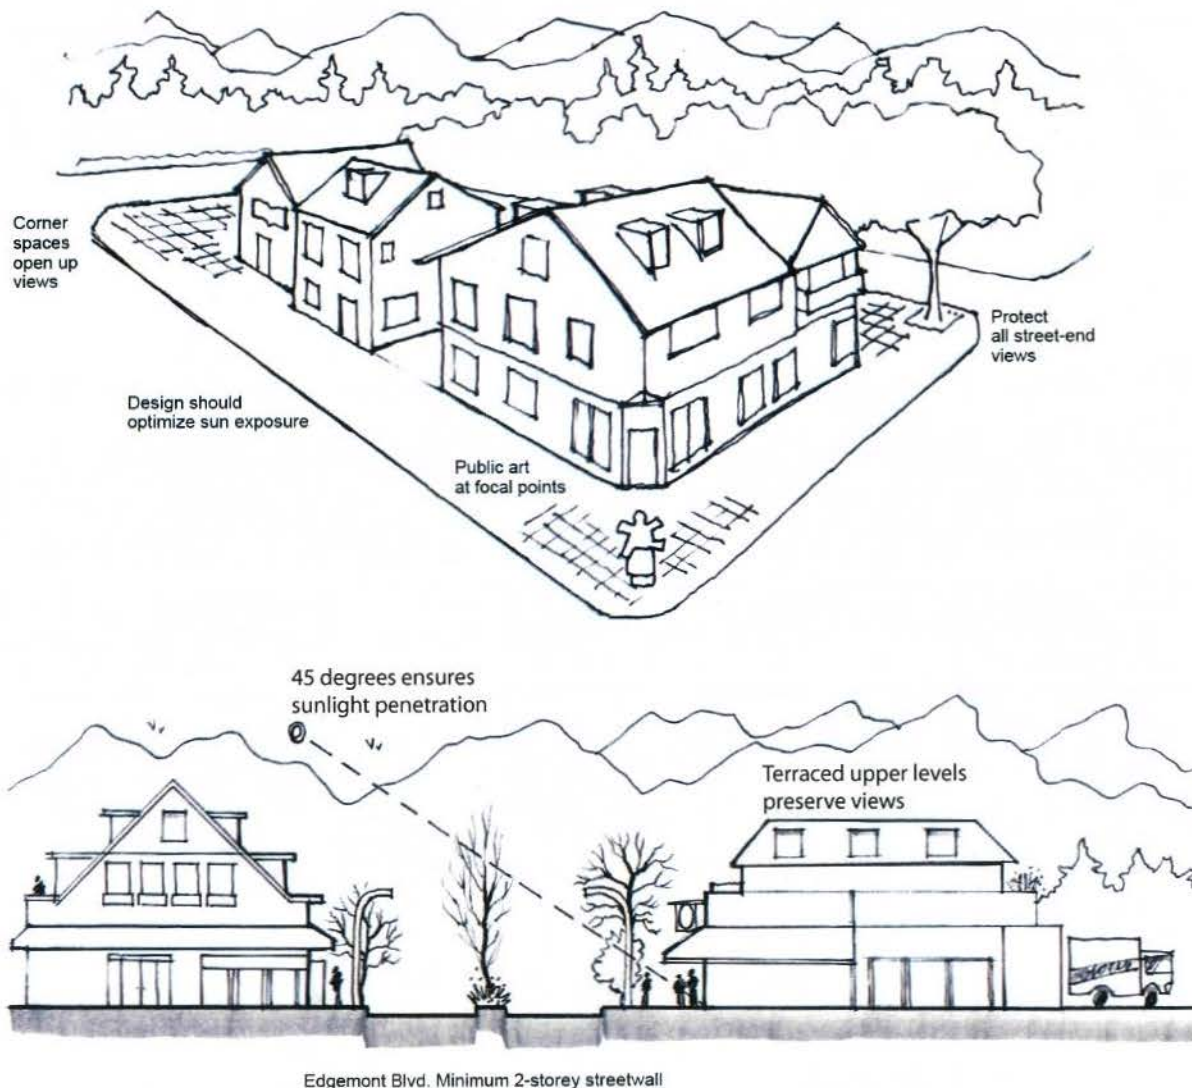 Corner
spaces
open up
views
Protect
all street-end
views
Design should
optimize sun exposure
Public art
at focal points
45 degrees ensures
sunlight penetration
Terraced upper levels
preserve views
Edgemont Blvd. Minimum 2-storey streetwall